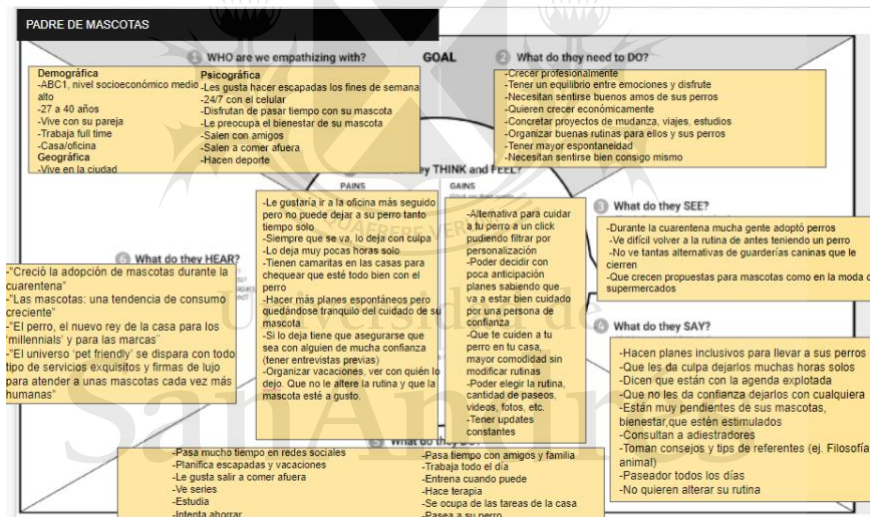 PADRE DE MASCOTAS
1 WHO are we empathizing with?
GOAL
2 What do they need to DO?
Demográfica
-ABC1, nivel socioeconómico medio
alto
-27 a 40 años
-Vive con su pareja
-Trabaja full time
-Casa/oficina
Geográfica
-Vive en la ciudad
Psicográfica
-Les gusta hacer escapadas los fines de semana
-24/7 con el celular
-Disfrutan de pasar tiempo con su mascota
-Le preocupa el bienestar de su mascota
-Salen con amigos
-Salen a comer afuera
-Hacen deporte
-Crecer profesionalmente
-Tener un equilibrio entre emociones y disfrute
-Necesitan sentirse buenos amos de sus perros
-Quieren crecer económicamente
-Concretar proyectos de mudanza, viajes, estudios
-Organizar buenas rutinas para ellos y sus perros
-Tener mayor espontaneidad
-Necesitan sentirse bien consigo mismo
ey THINK and FEEL?
PAINS
-Le gustaría ir a la oficina más seguido
pero no puede dejar a su perro tanto
tiempo solo
-Siempre que se va, lo deja con culpa
-Lo deja muy pocas horas solo
-Tienen camaritas en las casas para
chequear que esté todo bien con el
perro
-Hacer más planes espontáneos pero
quedándose tranquilo del cuidado de su
mascota
-Si lo deja tiene que asegurarse que
sea con alguien de mucha confianza
(tener entrevistas previas)
-Organizar vacaciones, ver con quién lo
dejo. Que no le altere la rutina y que la
mascota esté a gusto.
GAINS
-Alternativa para cuidar
a tu perro a un click
pudiendo filtrar por
personalización
-Poder decidir con
poca anticipación
planes sabiendo que
va a estar bien cuidado
por una persona de
confianza
-Que te cuiden a tu
perro en tu casa,
mayor comodidad sin
modificar rutinas
-Poder elegir la rutina,
cantidad de paseos,
videos, fotos, etc.
-Tener updates
constantes
3 What do they SEE?
-Durante la cuarentena mucha gente adoptó perros
-Ve difícil volver a la rutina de antes teniendo un perro
-No ve tantas alternativas de guarderías caninas que le
cierren
-Que crecen propuestas para mascotas como en la moda o
supermercados
6 What do they HEAR?
-"Creció la adopción de mascotas durante la
cuarentena"
-"Las mascotas: una tendencia de consumo
creciente"
-"El perro, el nuevo rey de la casa para los
'millennials' y para las marcas"
-"El universo 'pet friendly' se dispara con todo
tipo de servicios exquisitos y firmas de lujo
para atender a unas mascotas cada vez más
humanas"
4 What do they SAY?
-Hacen planes inclusivos para llevar a sus perros
-Que les da culpa dejarlos muchas horas solos
-Dicen que están con la agenda explotada
-Que no les da confianza dejarlos con cualquiera
-Están muy pendientes de sus mascotas,
bienestar,que estén estimulados
-Consultan a adiestradores
-Toman consejos y tips de referentes (ej. Filosofía
animal)
-Paseador todos los días
-No quieren alterar su rutina
5 What do they DO?
-Pasa mucho tiempo en redes sociales
-Planifica escapadas y vacaciones
-Le gusta salir a comer afuera
-Ve series
-Estudia
-Intenta ahorrar
-Pasa tiempo con amigos y familia
-Trabaja todo el día
-Entrena cuando puede
-Hace terapia
-Se ocupa de las tareas de la casa
-Pasea a su perro
Universidad de
SanAndrés